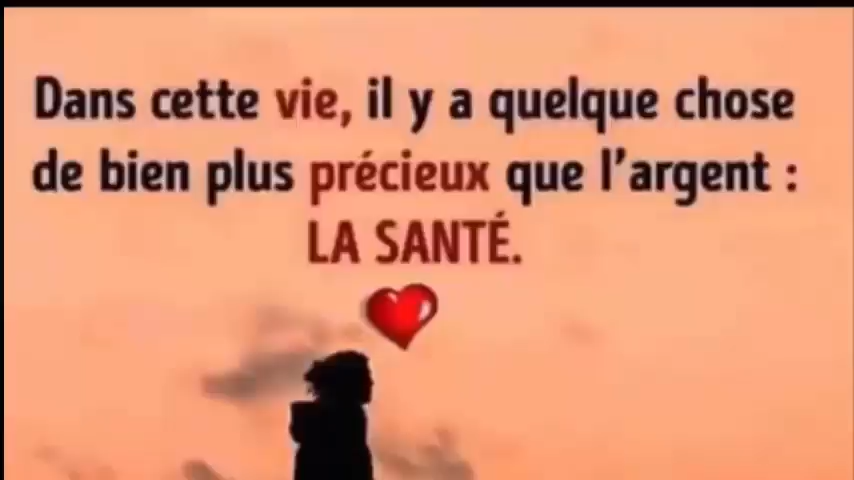 Dans cette vie, il y a quelque chose
de bien plus précieux que l'argent :
LA SANTÉ.